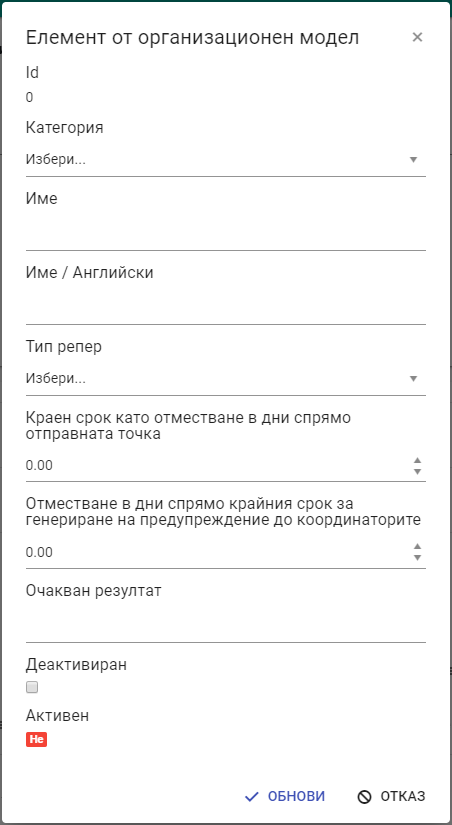 Елемент от организационен модел
Id
0
Категория
Избери...
Име
Име / Английски
Тип репер
Избери...
Краен срок като отместване в дни спрямо
отправната точка
0.00
Отместване в дни спрямо крайния срок за
генериране на предупреждение до координаторите
0.00
Очакван резултат
Деактивиран
Активен
Не
ОБНОВИ ОТКАЗ